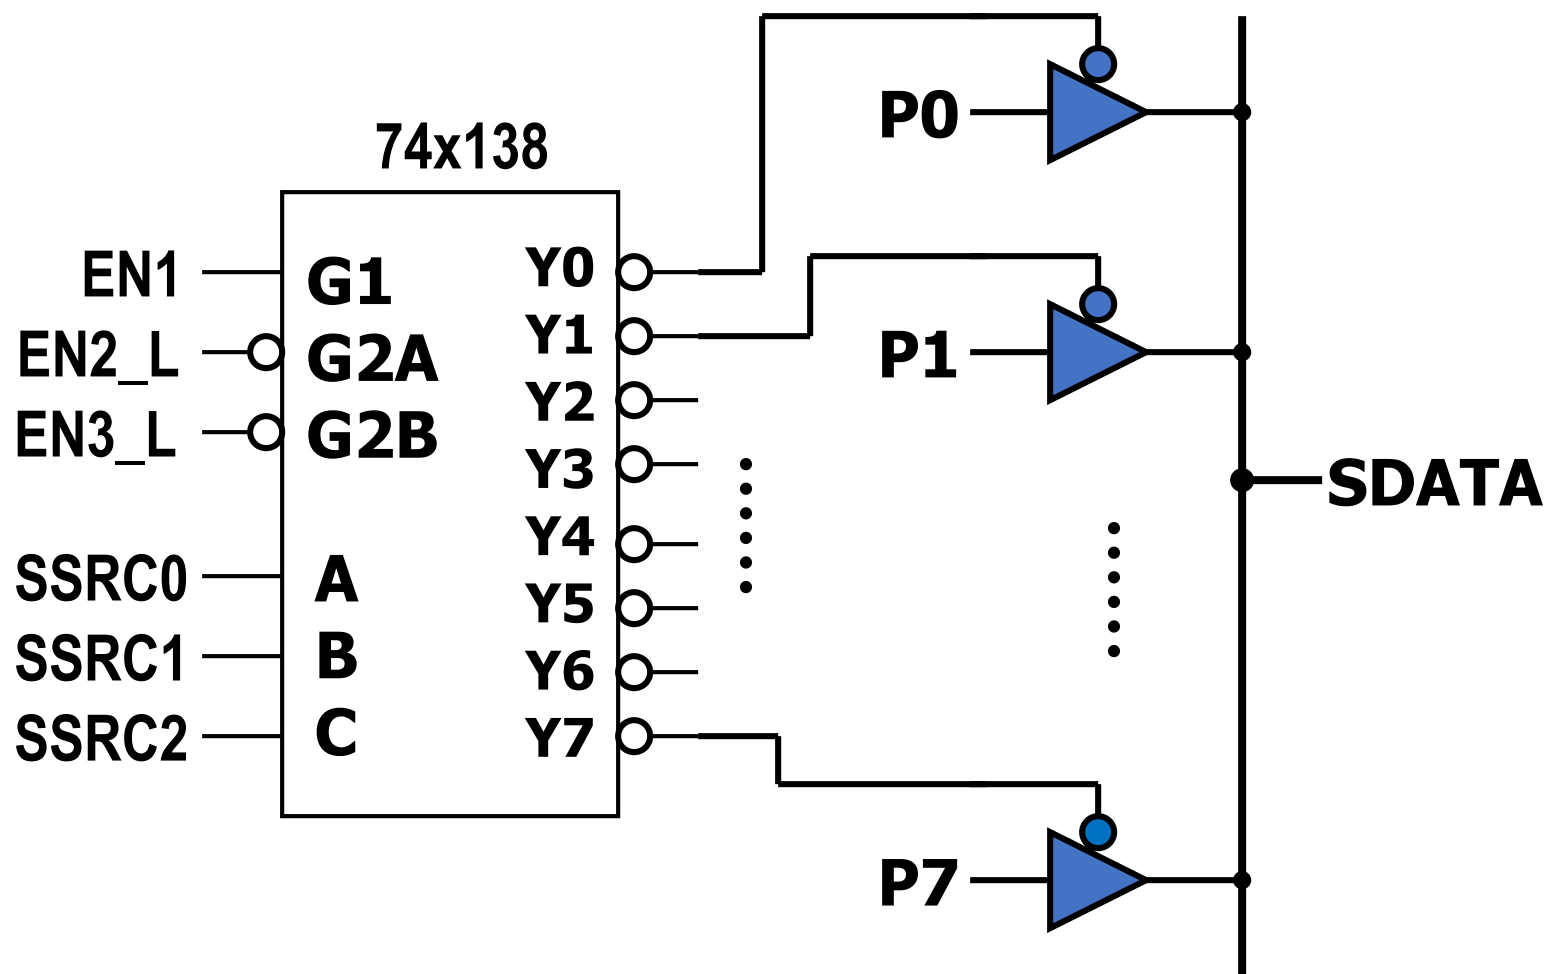 74x138
EN1
EN2_L
EN3_L
SSRC0
SSRC1
SSRC2
G1
G2A
G2B
A
B
C
Y0
Y1
Y2
Y3
Y4
Y5
Y6
Y7
P0
P1
P7
SDATA